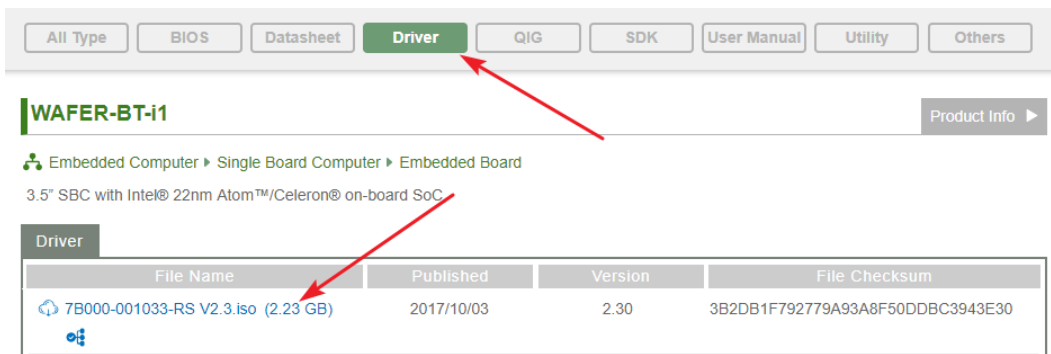 All Type BIOS Datasheet Driver QIG SDK User Manual Utility Others
WAFER-BT-i1 Product Info
Embedded Computer Single Board Computer Embedded Board
3.5" SBC with Intel® 22nm Atom™/Celeron® on-board SoC
Driver
File Name Published Version File Checksum
7B000-001033-RS V2.3.iso (2.23 GB) 2017/10/03 2.30 3B2DB1F792779A93A8F50DDBC3943E30